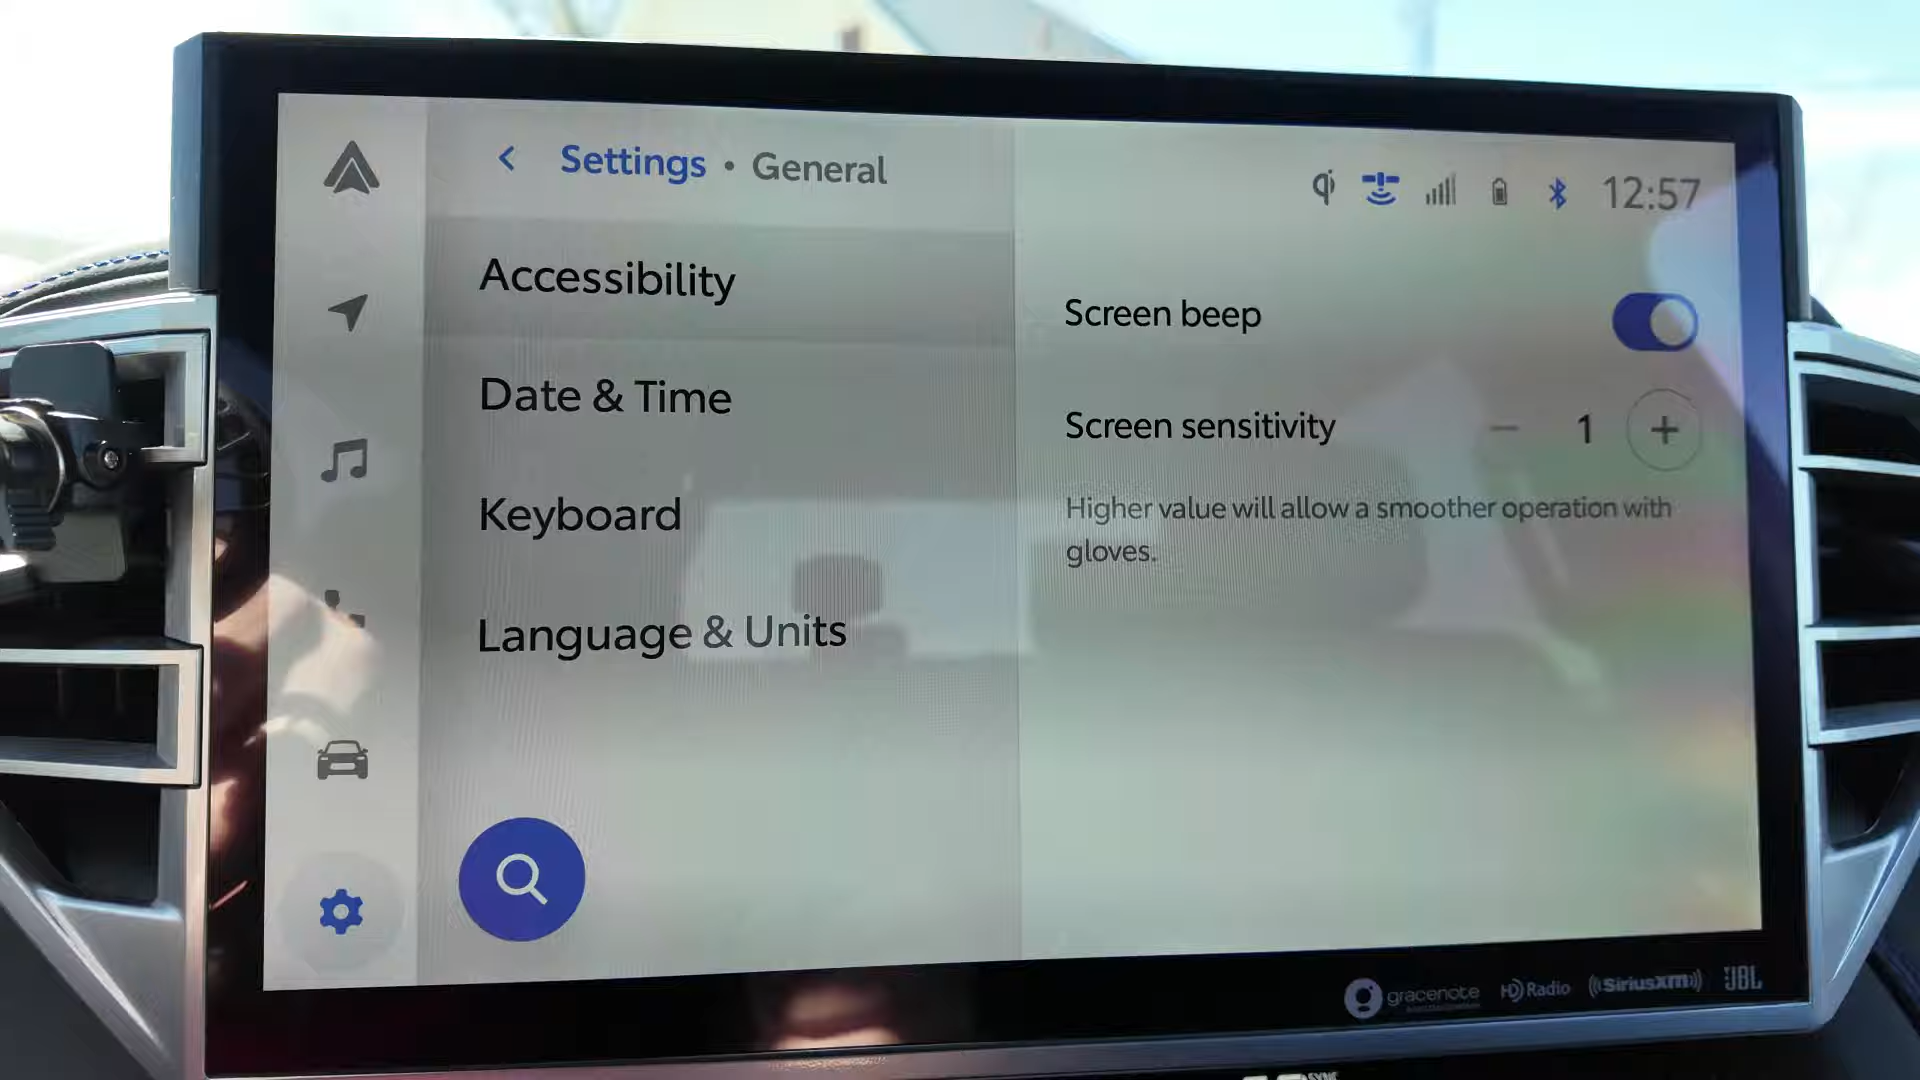 Settings • General
12:57
Accessibility
Date & Time
Keyboard
Language & Units
Screen beep
Screen sensitivity
1
Higher value will allow a smoother operation with
gloves.
gracenote
HD Radio
SiriusXM
JBL
SYNC